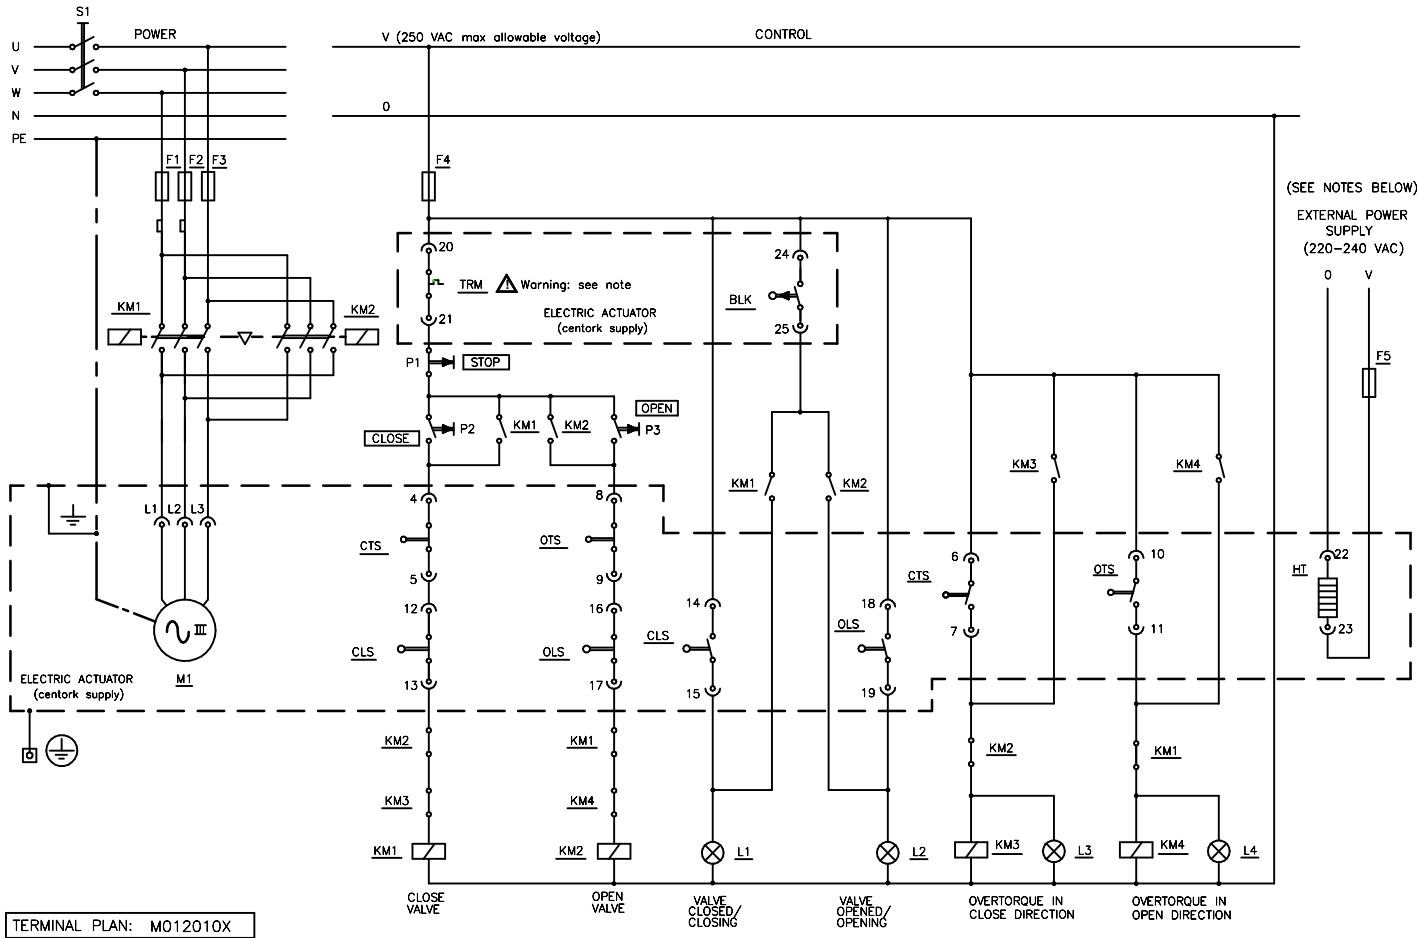 S1
POWER
V (250 VAC max allowable voltage)
CONTROL
U
V
W
N
PE
O
F1
F2
F3
F4
(SEE NOTES BELOW)
EXTERNAL POWER
SUPPLY
(220-240 VAC)
O
V
20
24
TRM
Warning: see note
BLK
ELECTRIC ACTUATOR
(centork supply)
21
25
KM1
KM2
F5
P1
STOP
OPEN
CLOSE
P2
KM1
KM2
P3
KM3
KM4
KM1
KM2
4
8
L1
L2
L3
CTS
OTS
6
10
22
CTS
OTS
HT
5
9
12
16
14
18
7
11
23
CLS
OLS
CLS
OLS
III
M1
13
17
15
19
ELECTRIC ACTUATOR
(centork supply)
KM2
KM1
KM2
KM1
KM3
KM4
KM1
KM2
L1
L2
KM3
L3
KM4
L4
CLOSE
VALVE
OPEN
VALVE
VALVE
CLOSED/
CLOSING
VALVE
OPENED/
OPENING
OVERTORQUE IN
CLOSE DIRECTION
OVERTORQUE IN
OPEN DIRECTION
TERMINAL PLAN: M012010X